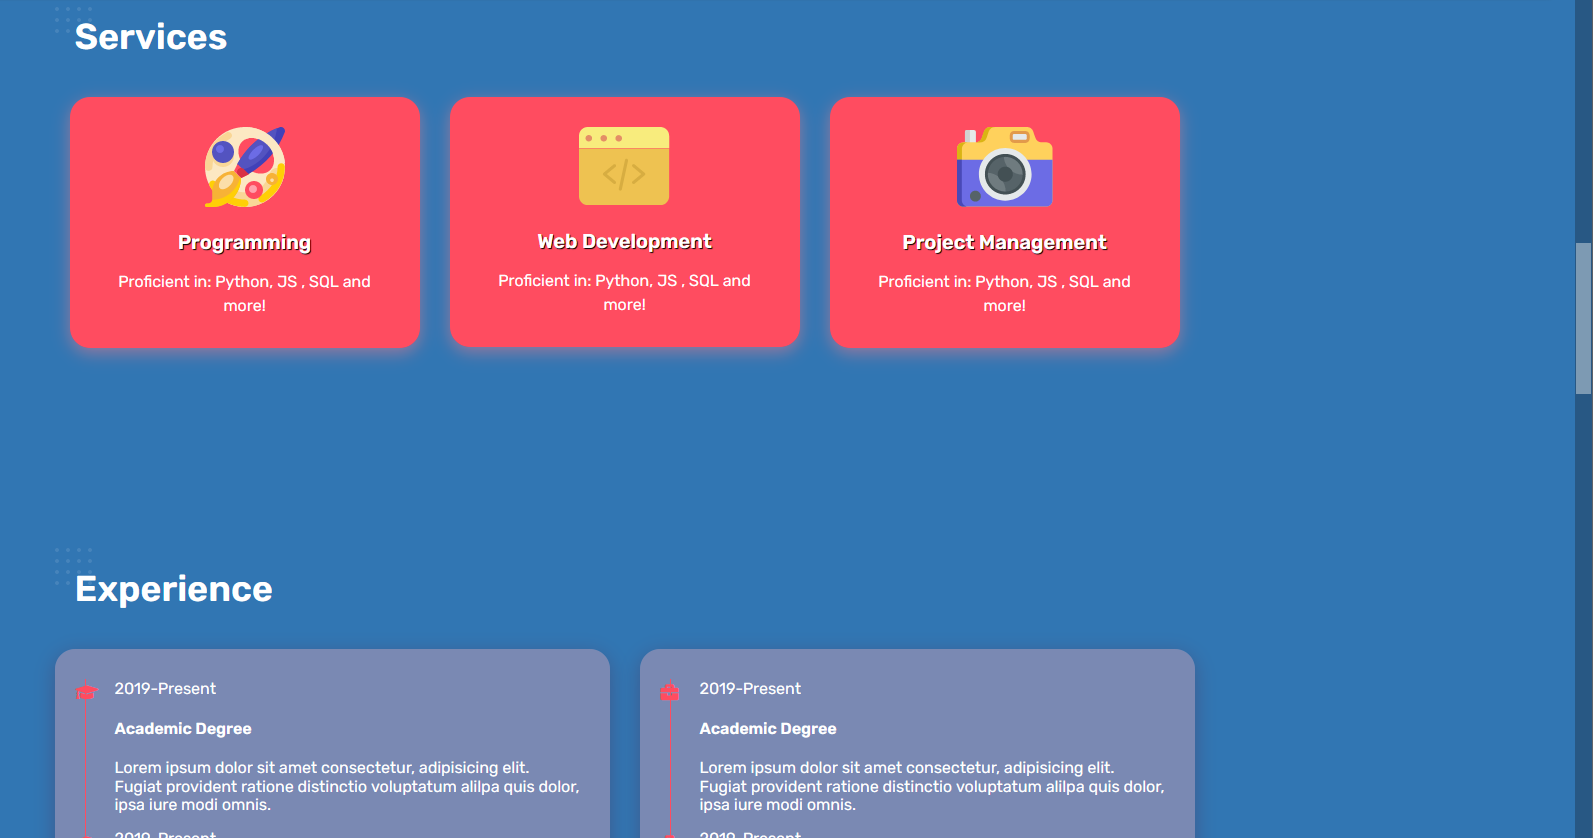 Services
Programming
Proficient in: Python, JS , SQL and
more!
Web Development
Proficient in: Python, JS , SQL and
more!
Project Management
Proficient in: Python, JS , SQL and
more!
Experience
2019-Present
Academic Degree
Lorem ipsum dolor sit amet consectetur, adipisicing elit.
Fugiat provident ratione distinctio voluptatum alilpa quis dolor,
ipsa iure modi omnis.
2019-Present
2019-Present
Academic Degree
Lorem ipsum dolor sit amet consectetur, adipisicing elit.
Fugiat provident ratione distinctio voluptatum alilpa quis dolor,
ipsa iure modi omnis.
2019-Present